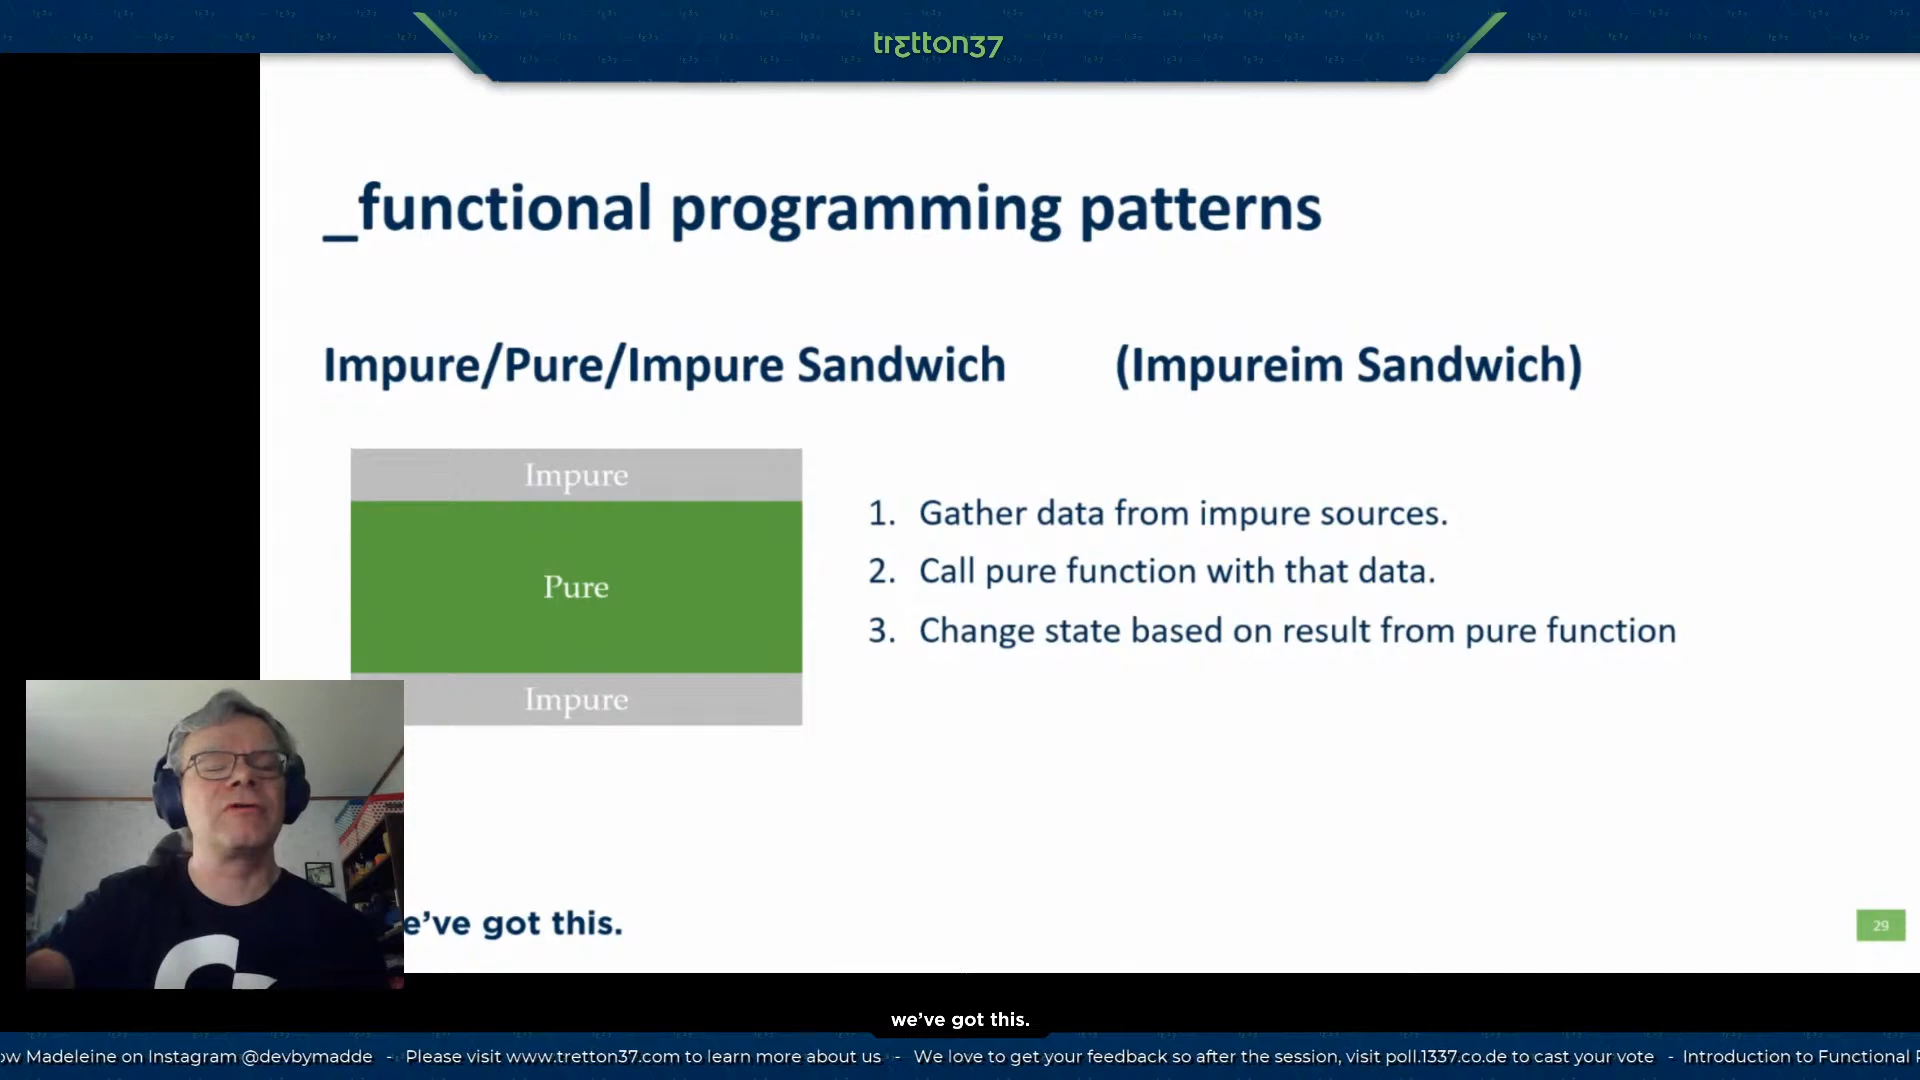 tretton37
_functional programming patterns
Impure/Pure/Impure Sandwich (Impureim Sandwich)
Impure
Pure
Impure
1. Gather data from impure sources.
2. Call pure function with that data.
3. Change state based on result from pure function
e've got this.
29
we've got this.
ow Madeleine on Instagram @devbymadde - Please visit www.tretton37.com to learn more about us - We love to get your feedback so after the session, visit poll.1337.co.de to cast your vote - Introduction to Functional